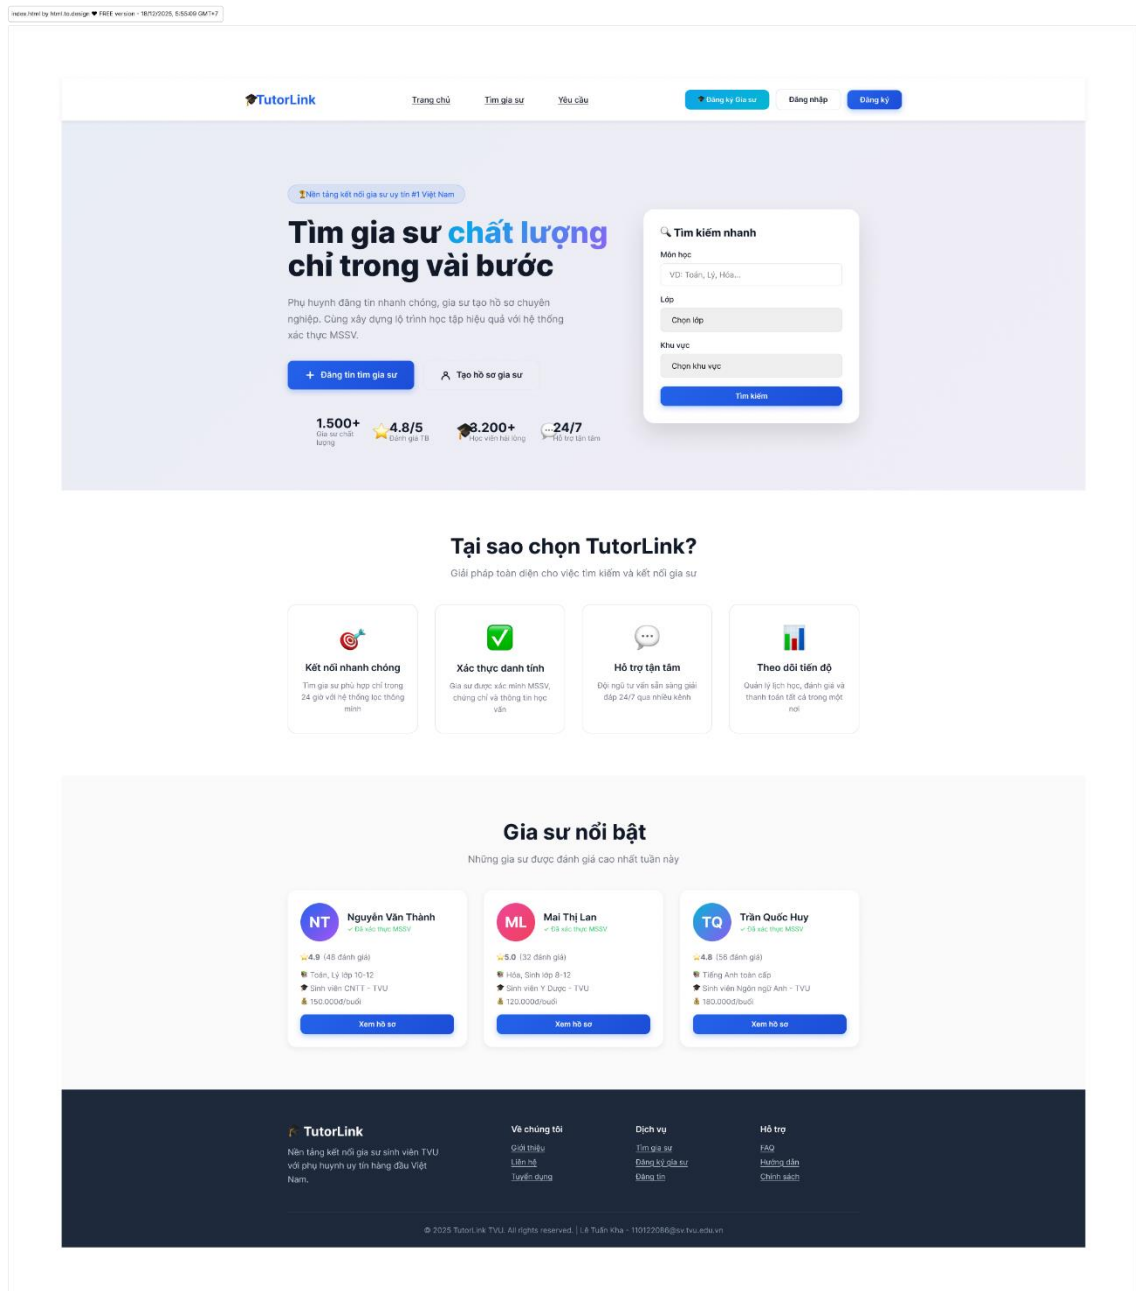 index.html by html.to.design ❤ FREE version - 18/12/2025, 5:55:09 GMT+7
TutorLink
Trang chủ
Tìm gia sư
Yêu cầu
Đăng ký Gia sư
Đăng nhập
Đăng ký
Nền tảng kết nối gia sư uy tín #1 Việt Nam
Tìm gia sư chất lượng
chỉ trong vài bước
Phụ huynh đăng tin nhanh chóng, gia sư tạo hồ sơ chuyên
nghiệp. Cùng xây dựng lộ trình học tập hiệu quả với hệ thống
xác thực MSSV.
Đăng tin tìm gia sư
Tạo hồ sơ gia sư
1.500+
Gia sư chất
lượng
4.8/5
Đánh giá TB
3.200+
Học viên hài lòng
24/7
Hỗ trợ tận tâm
Tìm kiếm nhanh
Môn học
VD: Toán, Lý, Hóa...
Lớp
Chọn lớp
Khu vực
Chọn khu vực
Tìm kiếm
Tại sao chọn TutorLink?
Giải pháp toàn diện cho việc tìm kiếm và kết nối gia sư
Kết nối nhanh chóng
Tìm gia sư phù hợp chỉ trong
24 giờ với hệ thống lọc thông
minh
Xác thực danh tính
Gia sư được xác minh MSSV,
chứng chỉ và thông tin học
vấn
Hỗ trợ tận tâm
Đội ngũ tư vấn sẵn sàng giải
đáp 24/7 qua nhiều kênh
Theo dõi tiến độ
Quản lý lịch học, đánh giá và
thanh toán tất cả trong một
nơi
Gia sư nổi bật
Những gia sư được đánh giá cao nhất tuần này
NT
Nguyễn Văn Thành
✓ Đã xác thực MSSV
4.9 (48 đánh giá)
Toán, Lý lớp 10-12
Sinh viên CNTT - TVU
150.000đ/buổi
Xem hồ sơ
ML
Mai Thị Lan
✓ Đã xác thực MSSV
5.0 (32 đánh giá)
Hóa, Sinh lớp 8-12
Sinh viên Y Dược - TVU
120.000đ/buổi
Xem hồ sơ
TQ
Trần Quốc Huy
✓ Đã xác thực MSSV
4.8 (56 đánh giá)
Tiếng Anh toàn cấp
Sinh viên Ngôn ngữ Anh - TVU
180.000đ/buổi
Xem hồ sơ
TutorLink
Nền tảng kết nối gia sư sinh viên TVU
với phụ huynh uy tín hàng đầu Việt
Nam.
Về chúng tôi
Giới thiệu
Liên hệ
Tuyển dụng
Dịch vụ
Tìm gia sư
Đăng ký gia sư
Đăng tin
Hỗ trợ
FAQ
Hướng dẫn
Chính sách
© 2025 TutorLink TVU. All rights reserved. | Lê Tuấn Kha - 110122086@sv.tvu.edu.vn